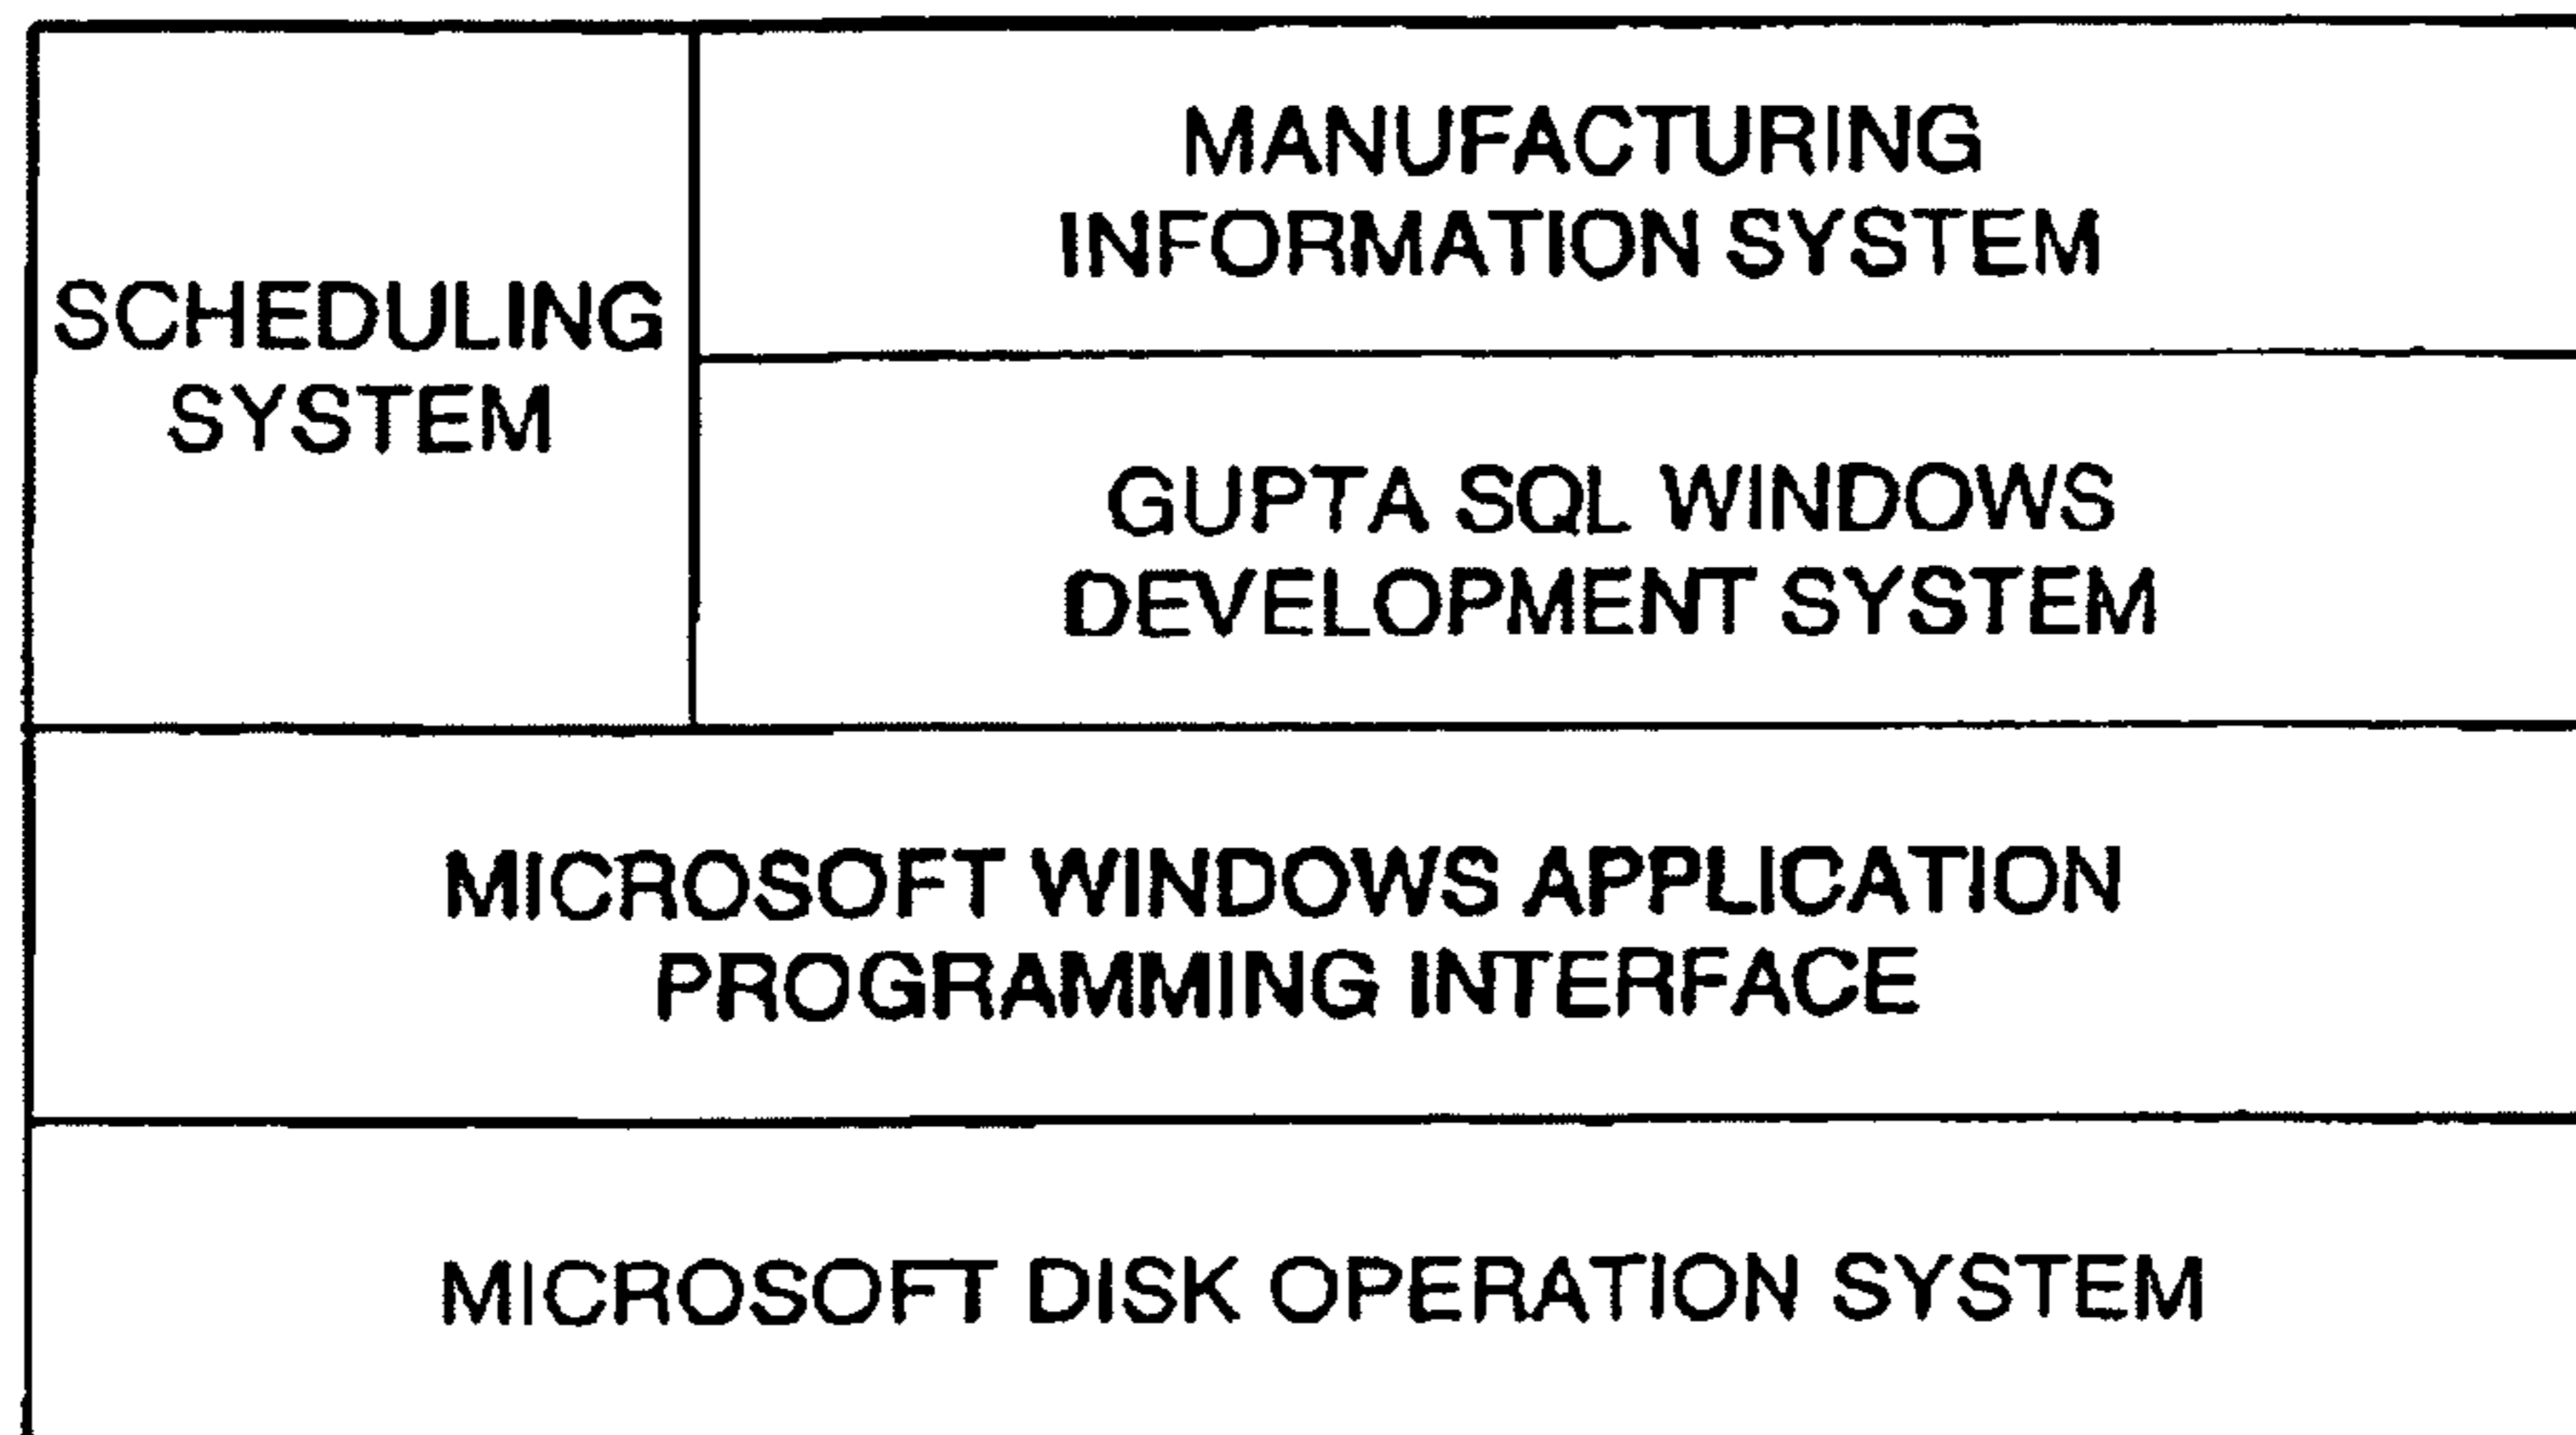 SCHEDULING
SYSTEM
MANUFACTURING
INFORMATION SYSTEM
GUPTA SQL WINDOWS
DEVELOPMENT SYSTEM
MICROSOFT WINDOWS APPLICATION
PROGRAMMING INTERFACE
MICROSOFT DISK OPERATION SYSTEM